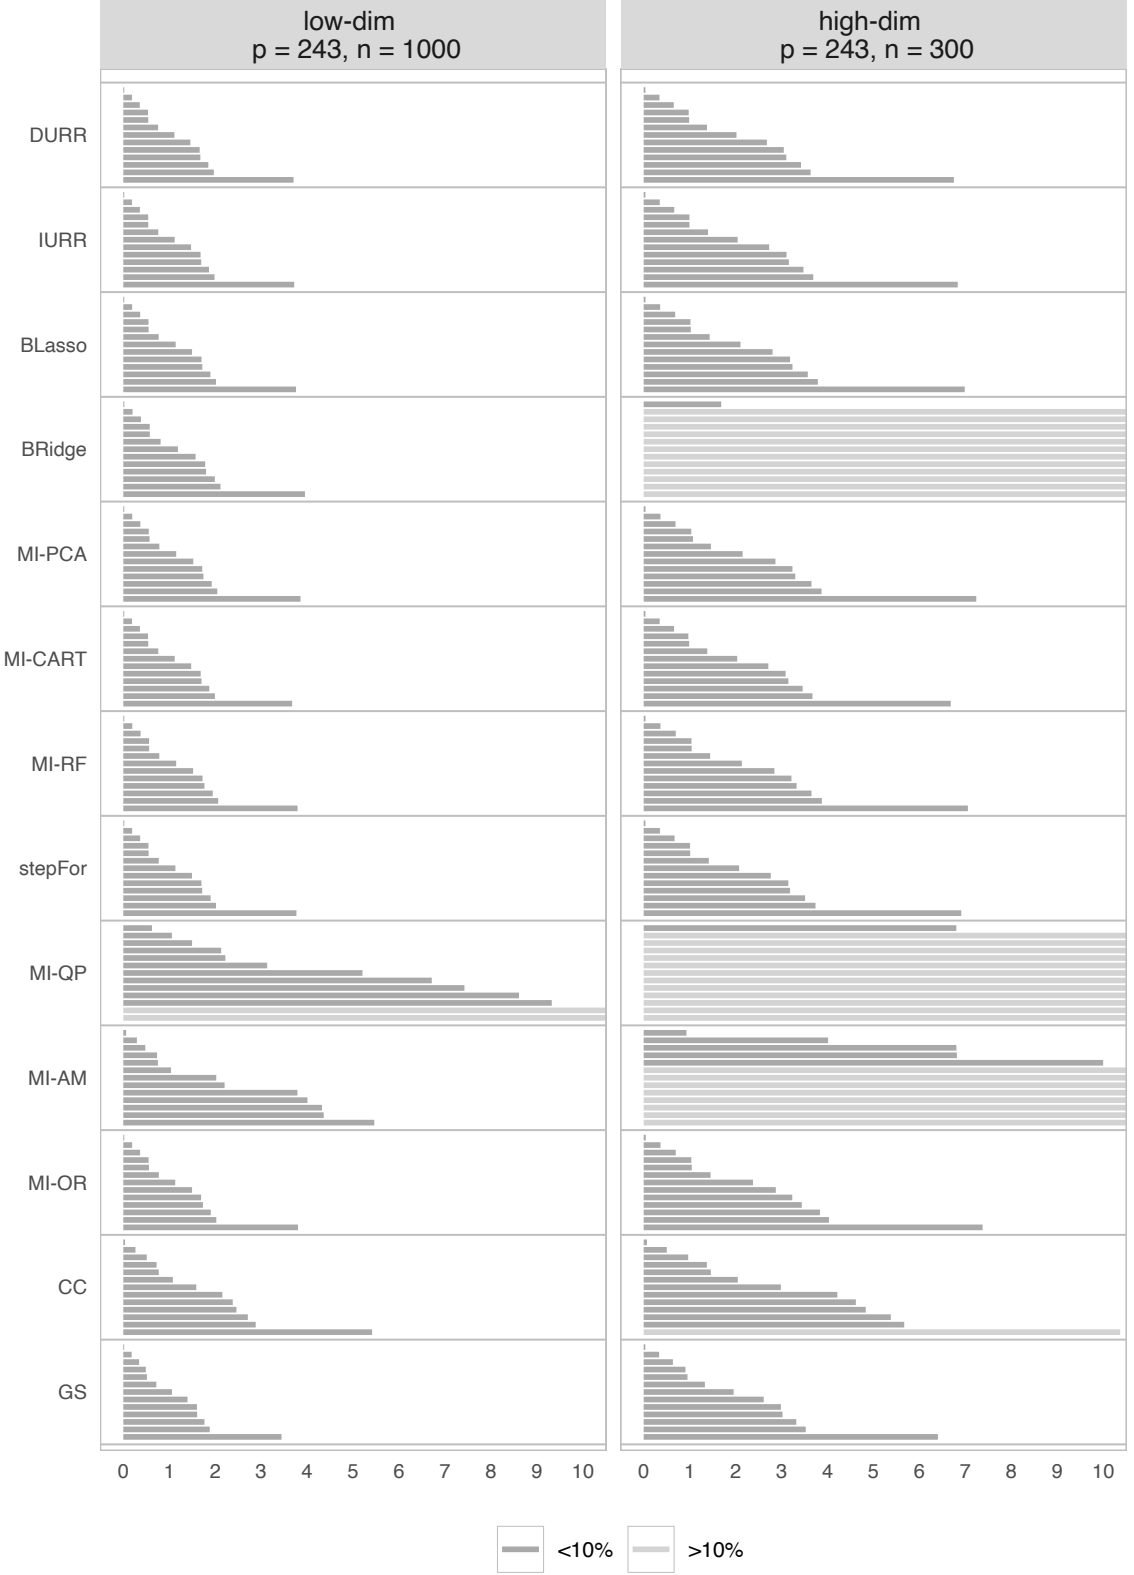 low-dim
p = 243, n = 1000
high-dim
p = 243, n = 300
DURR
IURR
BLasso
BRidge
MI-PCA
MI-CART
MI-RF
stepFor
MI-QP
MI-AM
MI-OR
CC
GS
0 1 2 3 4 5 6 7 8 9 10
0 1 2 3 4 5 6 7 8 9 10
<10% >10%